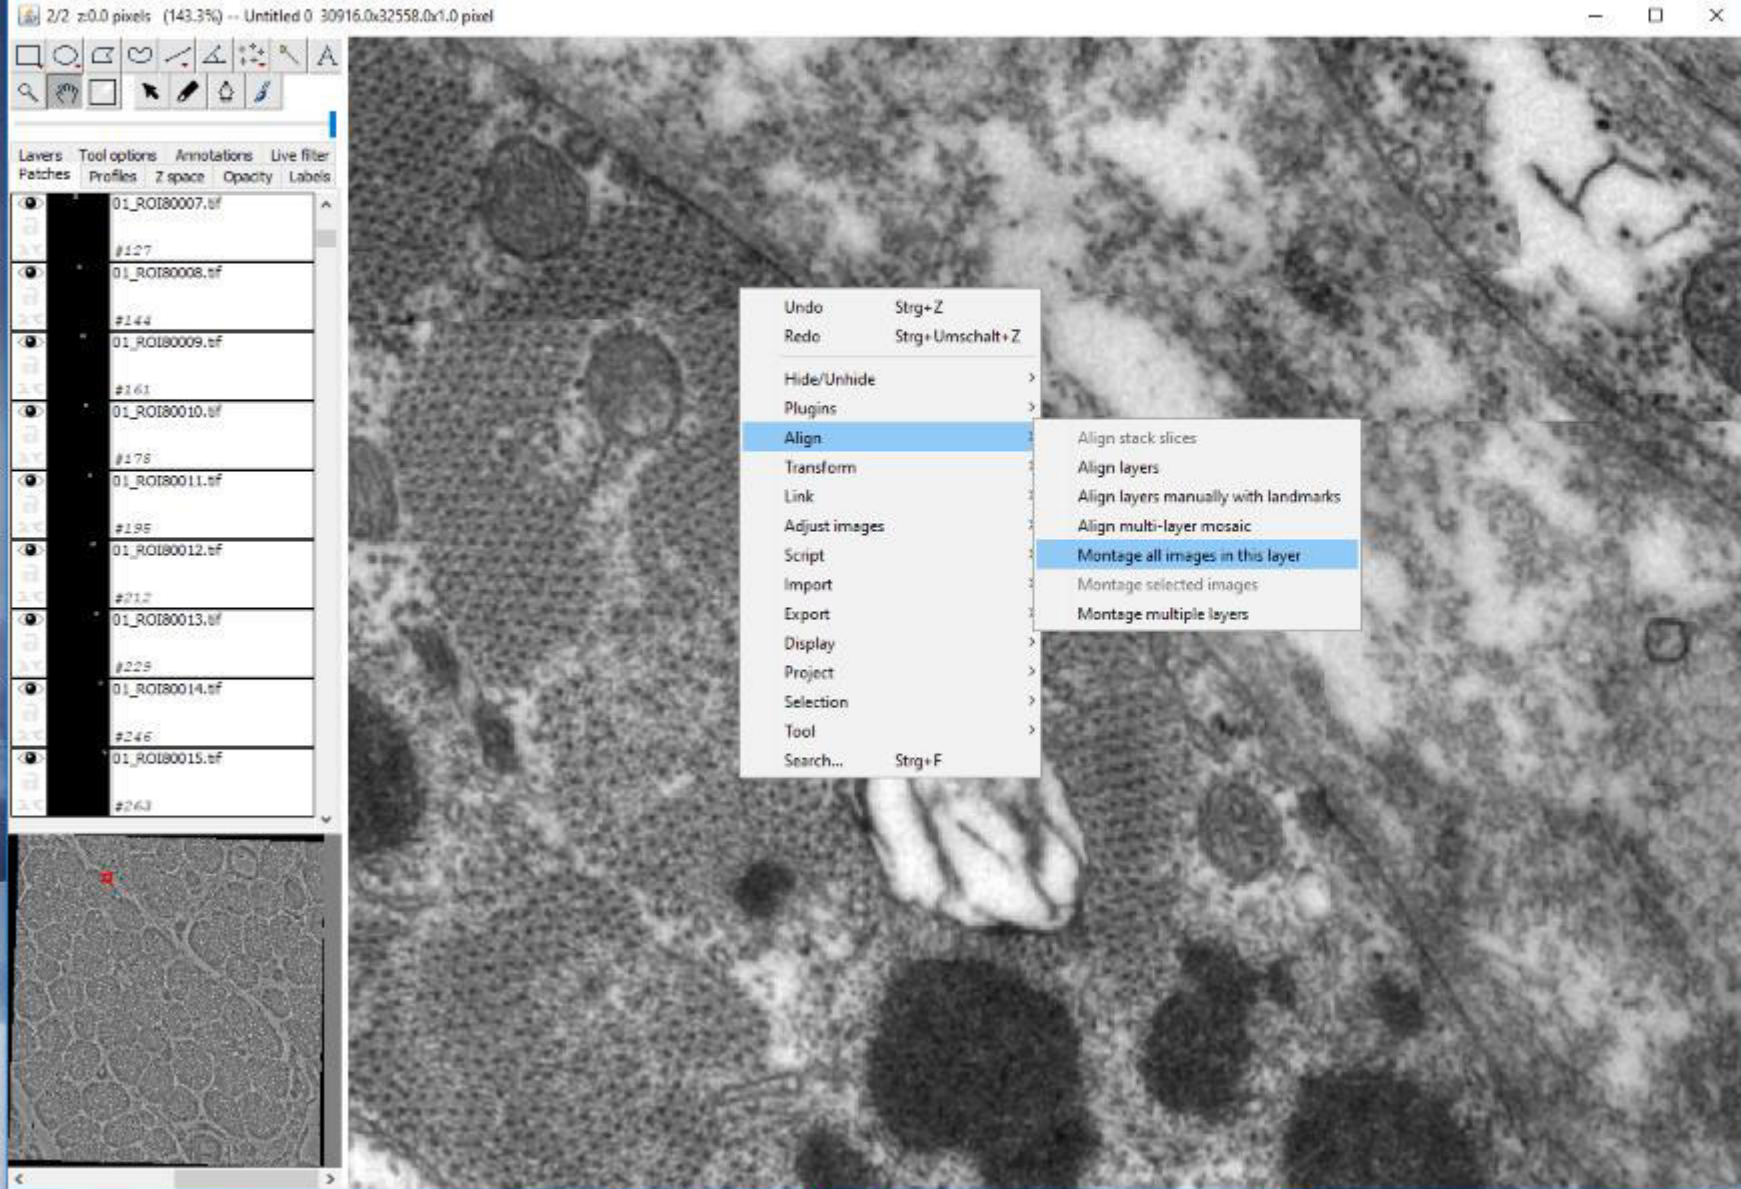 2/2 z:0.0 pixels (143.3%) -- Untitled 0 30916.0x32558.0x1.0 pixel
A
Layers Tool options Annotations Live filter
Patches Profiles Z space Opacity Labels
01_ROI80007.tif
#127
01_ROI80008.tif
#144
01_ROI80009.tif
#161
01_ROI80010.tif
#178
01_ROI80011.tif
#195
01_ROI80012.tif
#212
01_ROI80013.tif
#229
01_ROI80014.tif
#246
01_ROI80015.tif
#263
Undo Strg+Z
Redo Strg+Umschalt+Z
Hide/Unhide
Plugins
Align
Transform
Link
Adjust images
Script
Import
Export
Display
Project
Selection
Tool
Search... Strg+F
Align stack slices
Align layers
Align layers manually with landmarks
Align multi-layer mosaic
Montage all images in this layer
Montage selected images
Montage multiple layers